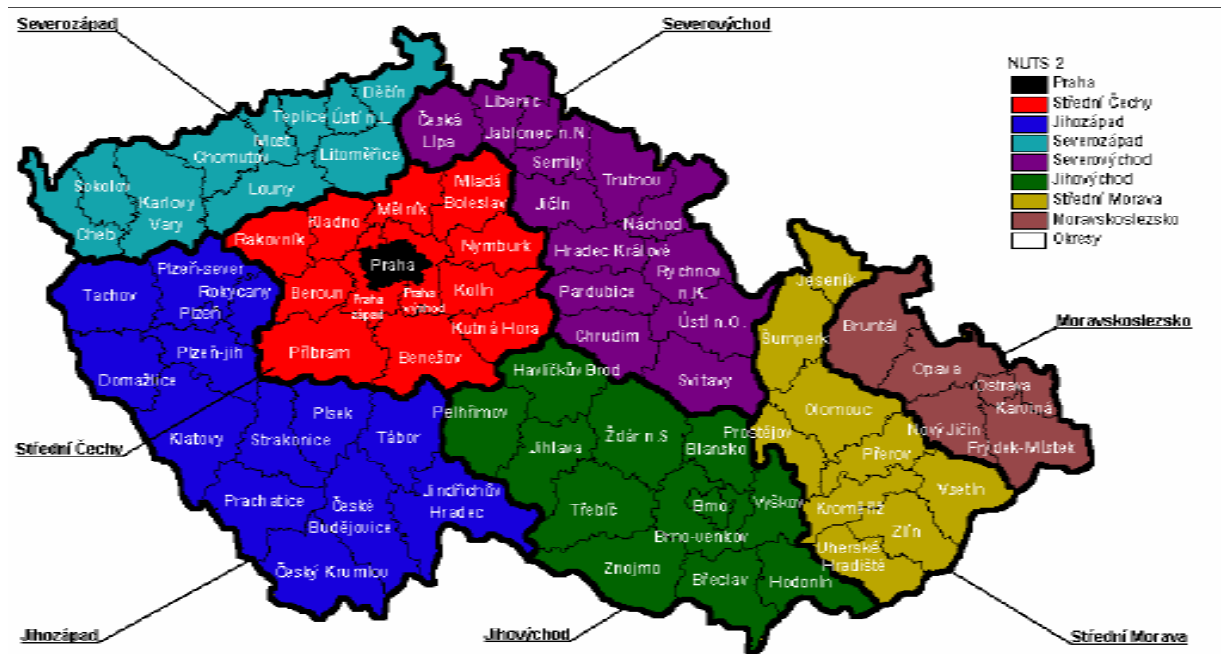 Severozápad
Severovýchod
NUTS 2
Praha
Střední Čechy
Jihozápad
Severozápad
Severovýchod
Jihovýchod
Střední Morava
Moravskoslezsko
Okresy
Děčín
Teplice
Ústí n.L.
Most
Chomutov
Litoměřice
Louny
Sokolov
Karlovy
Vary
Cheb
Česká
Lípa
Liberec
Jablonec n.N.
Semily
Trutnov
Jičín
Náchod
Hradec Králové
Rychnov
n.K.
Pardubice
Ústí n.O.
Chrudim
Svitavy
Mladá
Boleslav
Mělník
Kladno
Rakovník
Nymburk
Praha
Beroun
Praha
západ
Praha
východ
Kolín
Kutná Hora
Příbram
Benešov
Plzeň-sever
Tachov
Rokycany
Plzeň
Plzeň-jih
Domažlice
Klatovy
Písek
Strakonice
Tábor
Prachatice
České
Budějovice
Jindřichův
Hradec
Český Krumlov
Havlíčkův Brod
Pelhřimov
Jihlava
Žďár n.S
Blansko
Třebíč
Brno
Vyškov
Brno-venkov
Znojmo
Břeclav
Hodonín
Jeseník
Šumperk
Olomouc
Prostějov
Přerov
Kroměříž
Vsetín
Zlín
Uherské
Hradiště
Bruntál
Opava
Ostrava
Karviná
Nový Jičín
Frýdek-Místek
Moravskoslezsko
Střední Čechy
Jihozápad
Jihovýchod
Střední Morava